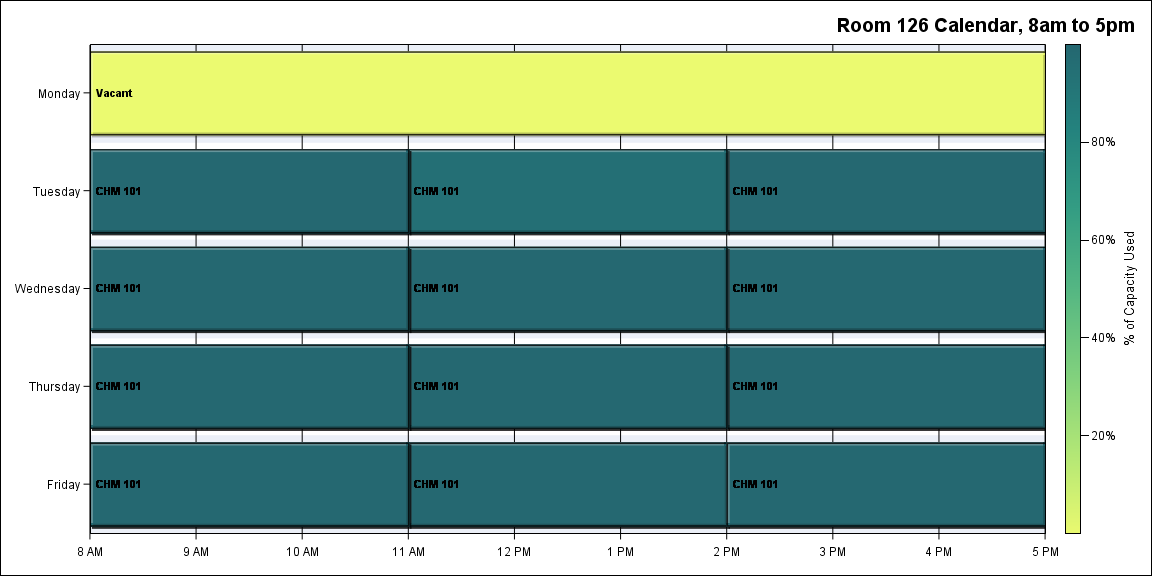 Room 126 Calendar, 8am to 5pm
Monday
Vacant
Tuesday
CHM 101
CHM 101
CHM 101
Wednesday
CHM 101
CHM 101
CHM 101
Thursday
CHM 101
CHM 101
CHM 101
Friday
CHM 101
CHM 101
CHM 101
8 AM 9 AM 10 AM 11 AM 12 PM 1 PM 2 PM 3 PM 4 PM 5 PM
80%
60%
40%
20%
% of Capacity Used